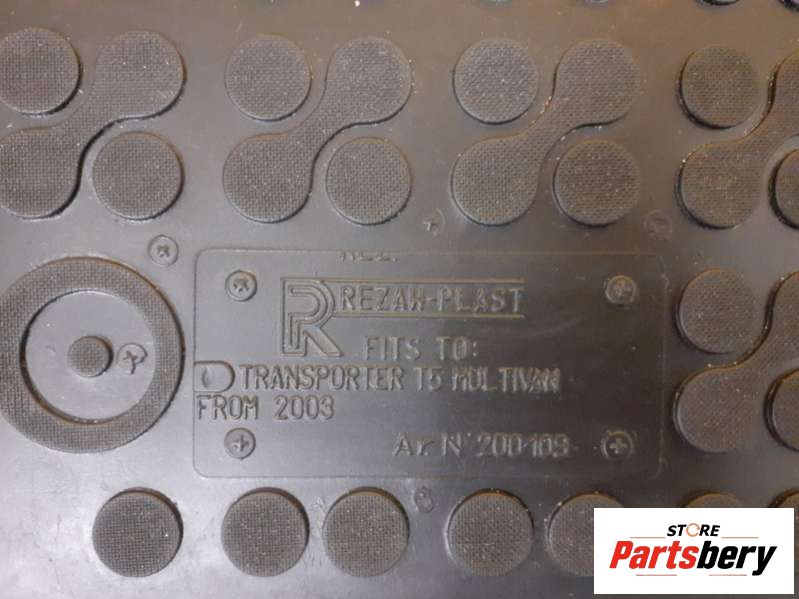 R REZAW-PLAST
FITS TO:
TRANSPORTER T5 MULTIVAN
FROM 2003
Ar N° 200109
STORE
Partsbery